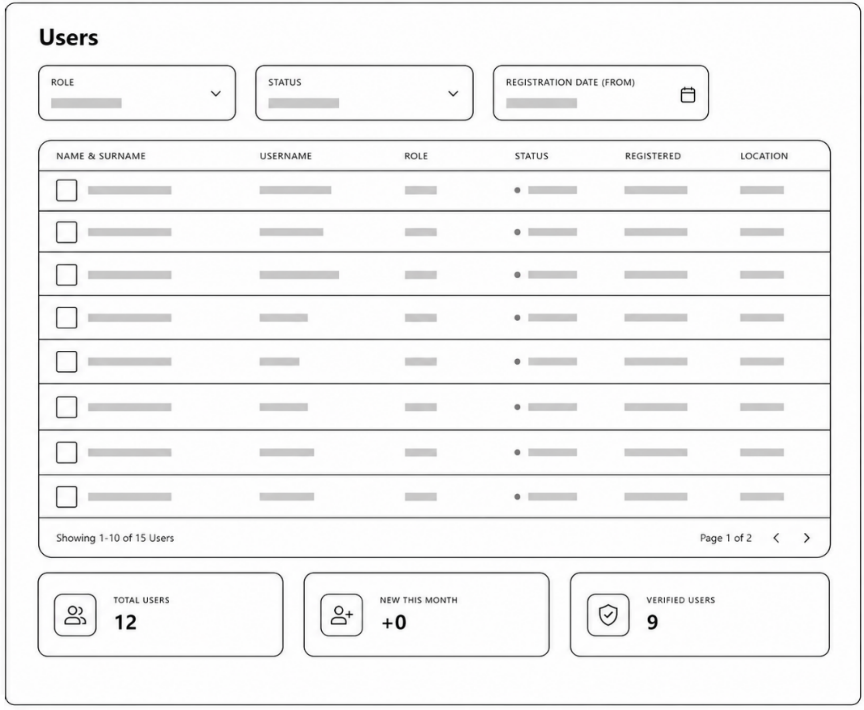 Users
ROLE
STATUS
REGISTRATION DATE (FROM)
NAME & SURNAME USERNAME ROLE STATUS REGISTERED LOCATION
Showing 1-10 of 15 Users Page 1 of 2
TOTAL USERS
12
NEW THIS MONTH
+0
VERIFIED USERS
9